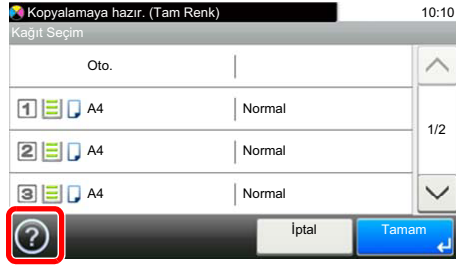 Kopyalamaya hazır. (Tam Renk) 10:10
Kağıt Seçim
Oto.
1 A4 Normal
2 A4 Normal
3 A4 Normal
1/2
? İptal Tamam